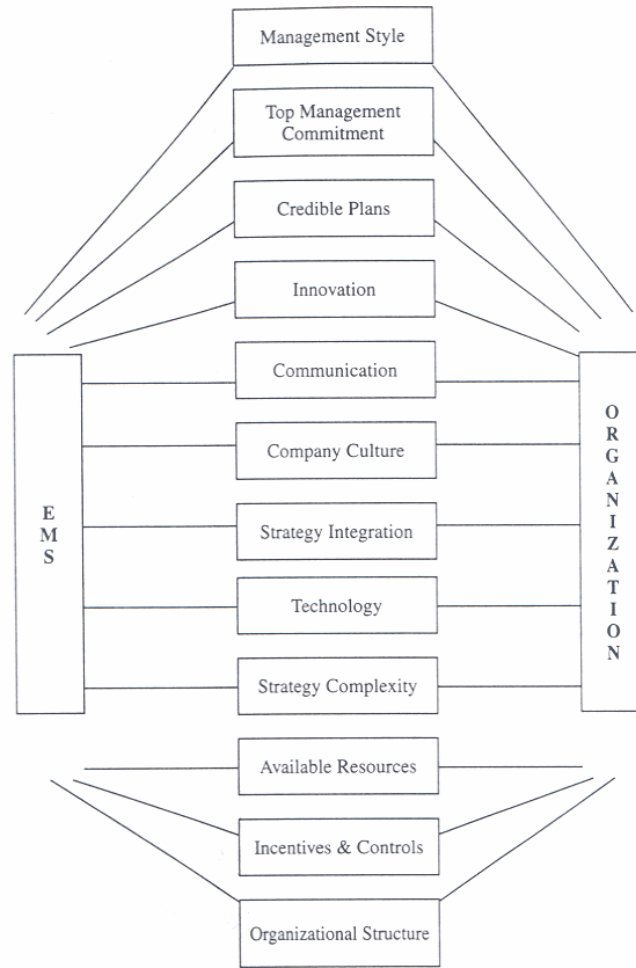 Management Style
Top Management
Commitment
Credible Plans
Innovation
Communication
Company Culture
Strategy Integration
Technology
Strategy Complexity
Available Resources
Incentives & Controls
Organizational Structure
E
M
S
O
R
G
A
N
I
Z
A
T
I
O
N